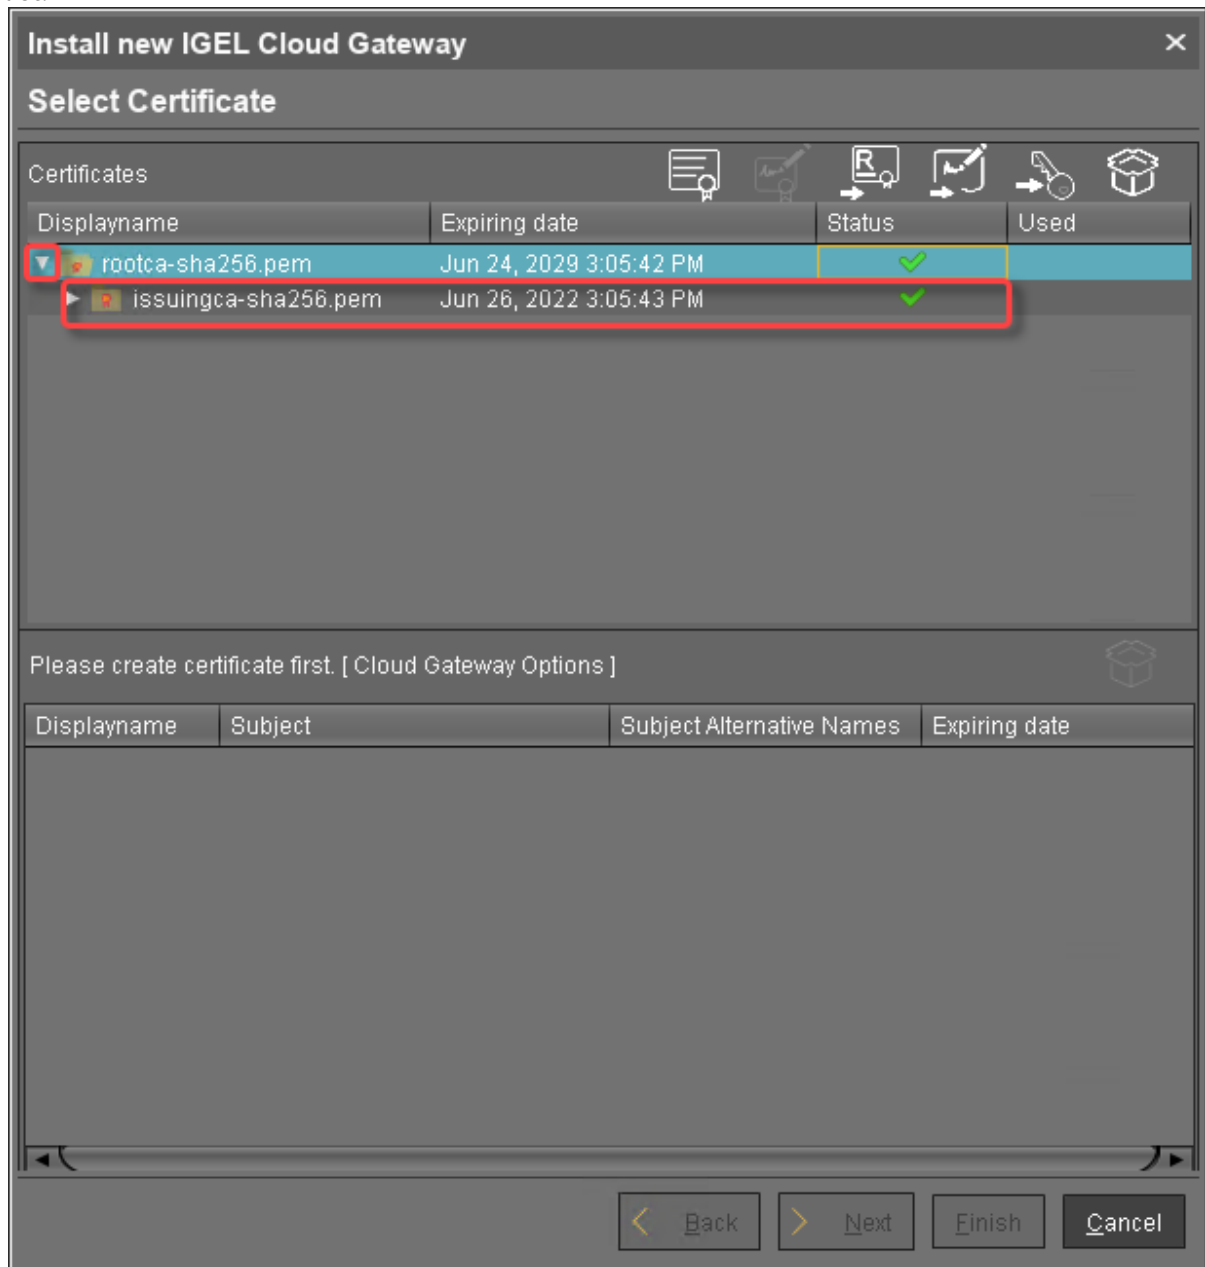 Install new IGEL Cloud Gateway
Select Certificate
Certificates
Displayname Expiring date Status Used
rootca-sha256.pem Jun 24, 2029 3:05:42 PM
issuingca-sha256.pem Jun 26, 2022 3:05:43 PM
Please create certificate first. [ Cloud Gateway Options ]
Displayname Subject Subject Alternative Names Expiring date
Back Next Finish Cancel